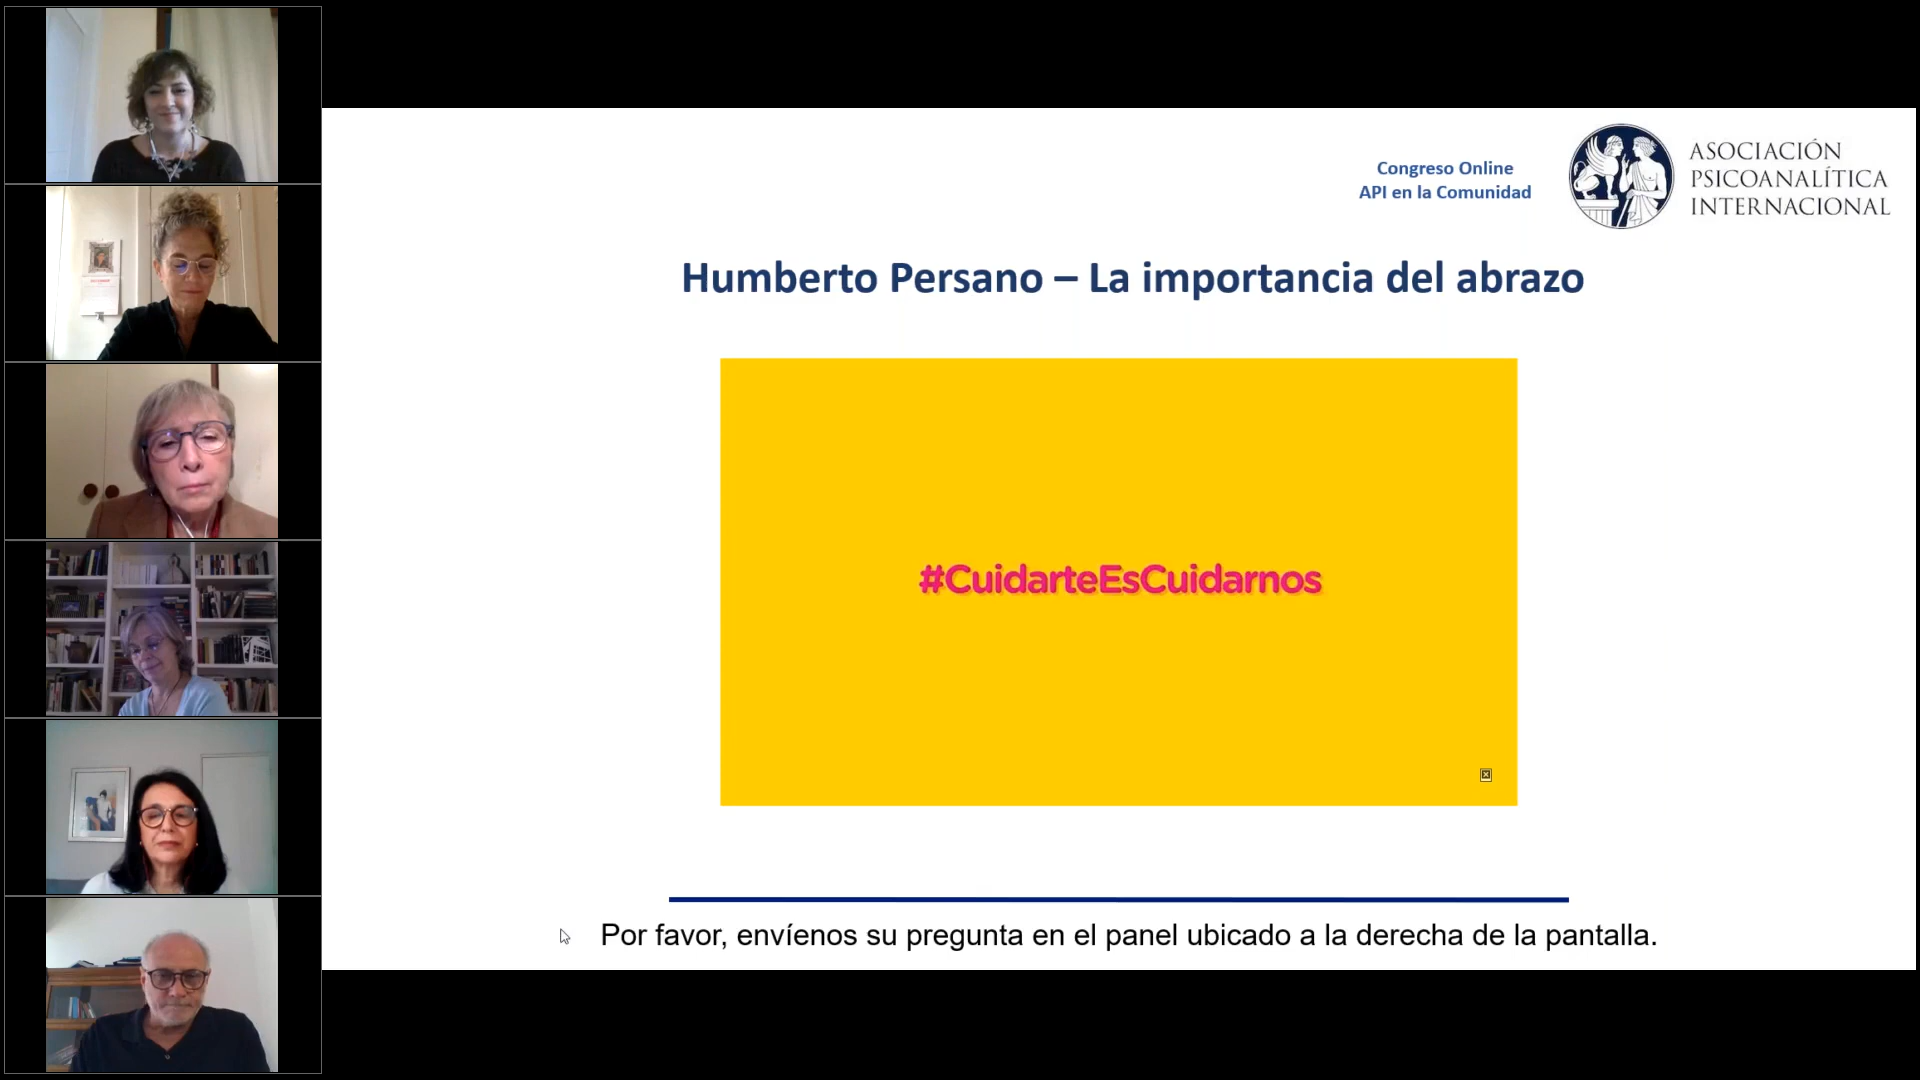 Congreso Online
API en la Comunidad
ASOCIACIÓN
PSICOANALÍTICA
INTERNACIONAL
Humberto Persano – La importancia del abrazo
#CuidarteEsCuidarnos
Por favor, envíenos su pregunta en el panel ubicado a la derecha de la pantalla.